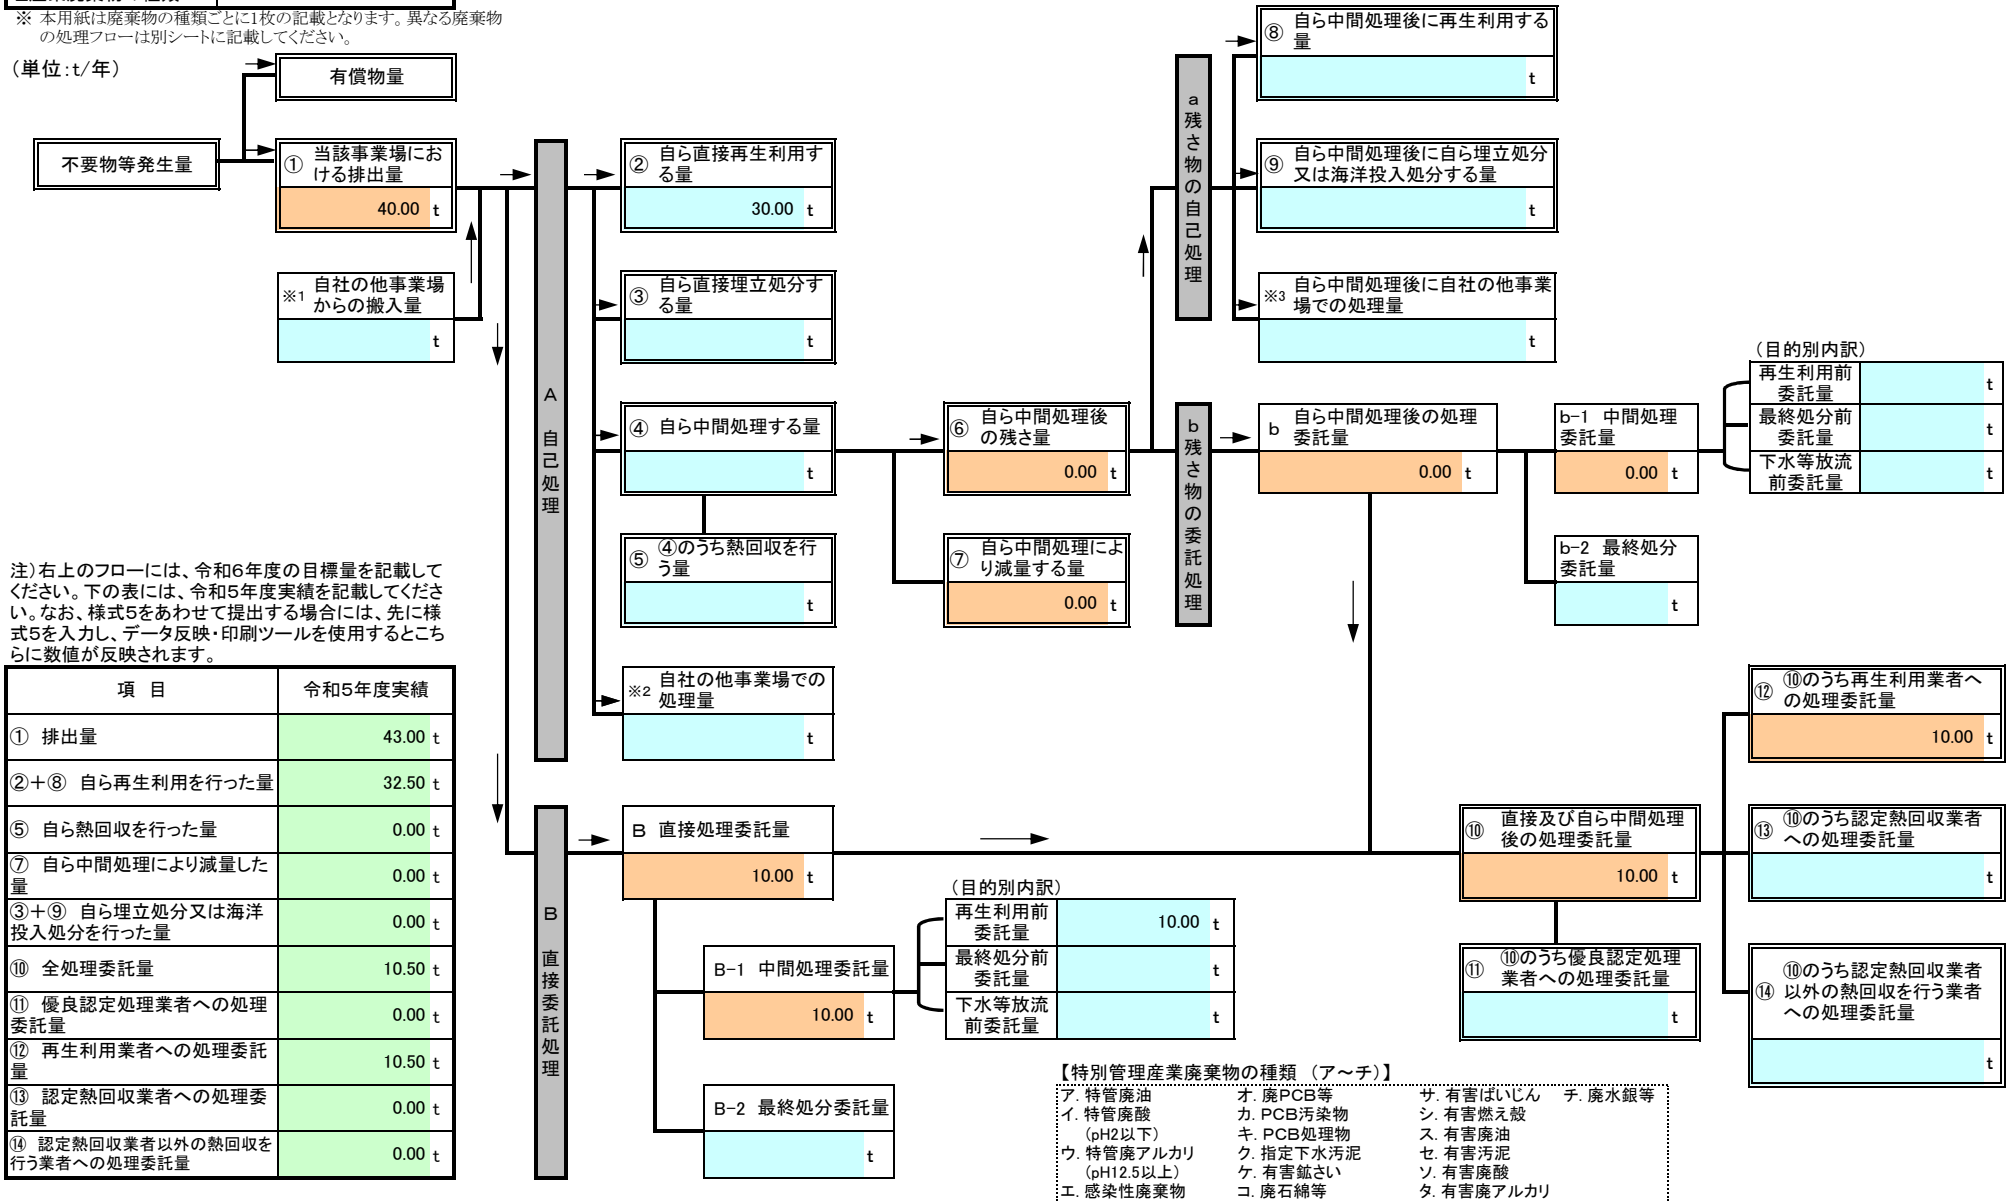 ※ 本用紙は廃棄物の種類ごとに1枚の記載となります。異なる廃棄物
の処理フローは別シートに記載してください。
(単位:t/年)
有償物量
不要物等発生量
① 当該事業場にお
ける排出量
40.00 t
※1 自社の他事業場
からの搬入量
t
A 自己処理
② 自ら直接再生利用す
る量
30.00 t
③ 自ら直接埋立処分す
る量
t
④ 自ら中間処理する量
t
⑤ ④のうち熱回収を行
う量
t
※2 自社の他事業場での
処理量
t
⑥ 自ら中間処理後
の残さ量
0.00 t
⑦ 自ら中間処理によ
り減量する量
0.00 t
a 残さ物の自己処理
⑧ 自ら中間処理後に再生利用する
量
t
⑨ 自ら中間処理後に自ら埋立処分
又は海洋投入処分する量
t
※3 自ら中間処理後に自社の他事業
場での処理量
t
b 残さ物の委託処理
b 自ら中間処理後の処理
委託量
0.00 t
b-1 中間処理
委託量
0.00 t
b-2 最終処分
委託量
t
(目的別内訳)
再生利用前
委託量
t
最終処分前
委託量
t
下水等放流
前委託量
t
注)右上のフローには、令和6年度の目標量を記載して
ください。下の表には、令和5年度実績を記載してくださ
い。なお、様式5をあわせて提出する場合には、先に様
式5を入力し、データ反映・印刷ツールを使用するとこち
らに数値が反映されます。
項 目 令和5年度実績
① 排出量 43.00 t
②+⑧ 自ら再生利用を行った量 32.50 t
⑤ 自ら熱回収を行った量 0.00 t
⑦ 自ら中間処理により減量した
量 0.00 t
③+⑨ 自ら埋立処分又は海洋
投入処分を行った量 0.00 t
⑩ 全処理委託量 10.50 t
⑪ 優良認定処理業者への処理
委託量 0.00 t
⑫ 再生利用業者への処理委託
量 10.50 t
⑬ 認定熱回収業者への処理委
託量 0.00 t
⑭ 認定熱回収業者以外の熱回収を
行う業者への処理委託量 0.00 t
B 直接委託処理
B 直接処理委託量
10.00 t
B-1 中間処理委託量
10.00 t
B-2 最終処分委託量
t
(目的別内訳)
再生利用前
委託量
10.00 t
最終処分前
委託量
t
下水等放流
前委託量
t
⑩ 直接及び自ら中間処理
後の処理委託量
10.00 t
⑪ ⑩のうち優良認定処理
業者への処理委託量
t
⑫ ⑩のうち再生利用業者へ
の処理委託量
10.00 t
⑬ ⑩のうち認定熱回収業者
への処理委託量
t
⑭ ⑩のうち認定熱回収業者
以外の熱回収を行う業者
への処理委託量
t
【特別管理産業廃棄物の種類 (ア~チ)】
ア. 特管廃油 オ. 廃PCB等 サ. 有害ばいじん チ. 廃水銀等
イ. 特管廃酸 カ. PCB汚染物 シ. 有害燃え殻
(pH2以下) キ. PCB処理物 ス. 有害廃油
ウ. 特管廃アルカリ ク. 指定下水汚泥 セ. 有害汚泥
(pH12.5以上) ケ. 有害鉱さい ソ. 有害廃酸
エ. 感染性廃棄物 コ. 廃石綿等 タ. 有害廃アルカリ